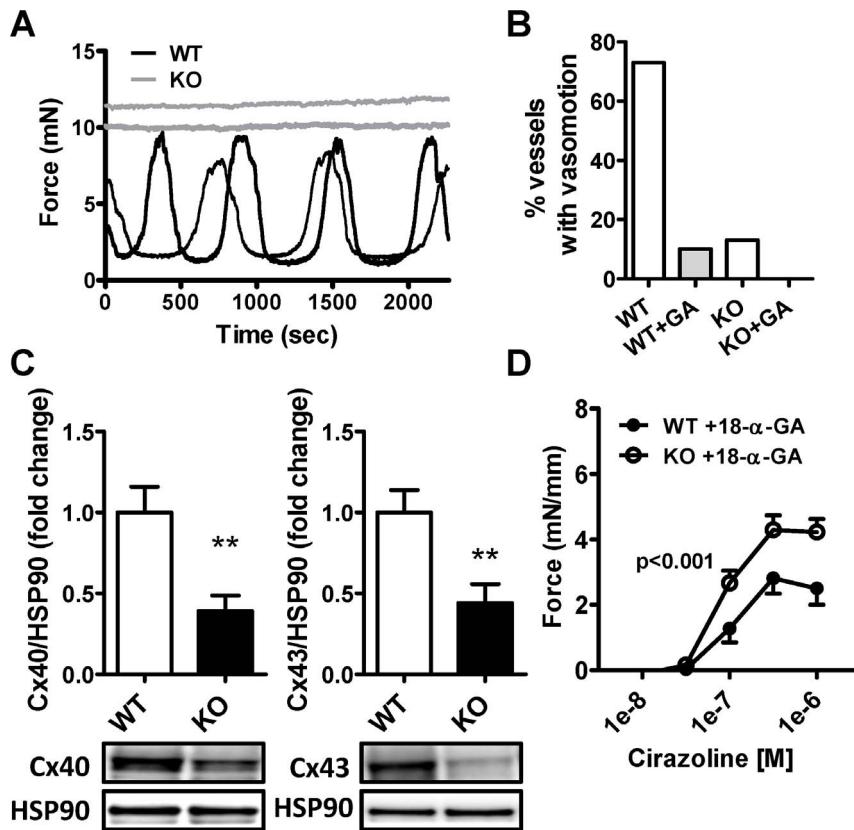 A
WT
KO
15
10
5
0
Force (mN)
0 500 1000 1500 2000
Time (sec)
B
80
60
40
20
0
% vessels
with vasomotion
WT
WT+GA
KO
KO+GA
C
Cx40/HSP90 (fold change)
1.5
1.0
0.5
0.0
**
WT KO
Cx40
HSP90
Cx43/HSP90 (fold change)
1.5
1.0
0.5
0.0
**
WT KO
Cx43
HSP90
D
8
6
4
2
0
Force (mN/mm)
WT +18-α-GA
KO +18-α-GA
p<0.001
1e-8 1e-7 1e-6
Cirazoline [M]